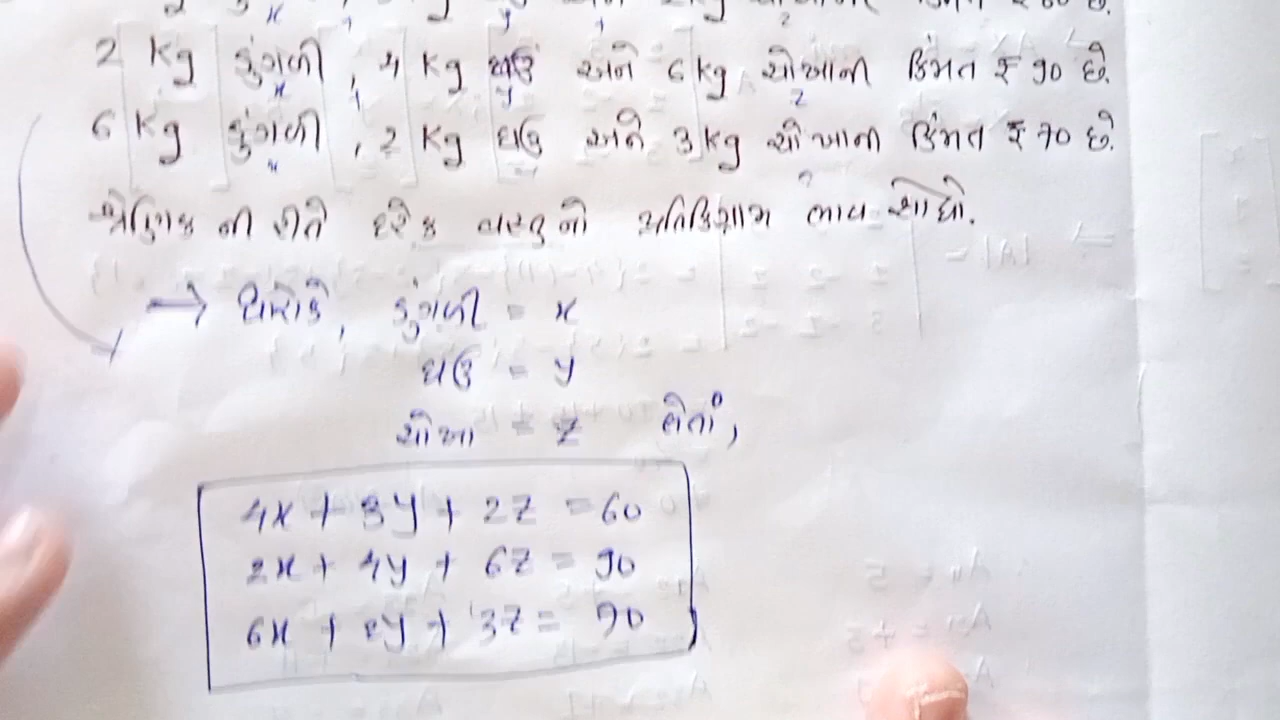 2 Kg ડુંગળી, 4 Kg ઘઉં અને 6 Kg ચોખાની કિંમત ₹ 90 છે.
x y z
6 Kg ડુંગળી, 2 Kg ઘઉં અને 3 Kg ચોખાના કિંમત ₹ 70 છે.
x
શ્રેણિક ની રીતે દરેક વસ્તુનો પ્રતિકિગ્રામ ભાવ શોધો.
→ ધારોકે, ડુંગળી = x
ઘઉં = y
ચોખા = z લેતાં,
4x + 3y + 2z = 60
2x + 4y + 6z = 90
6x + 2y + 3z = 70